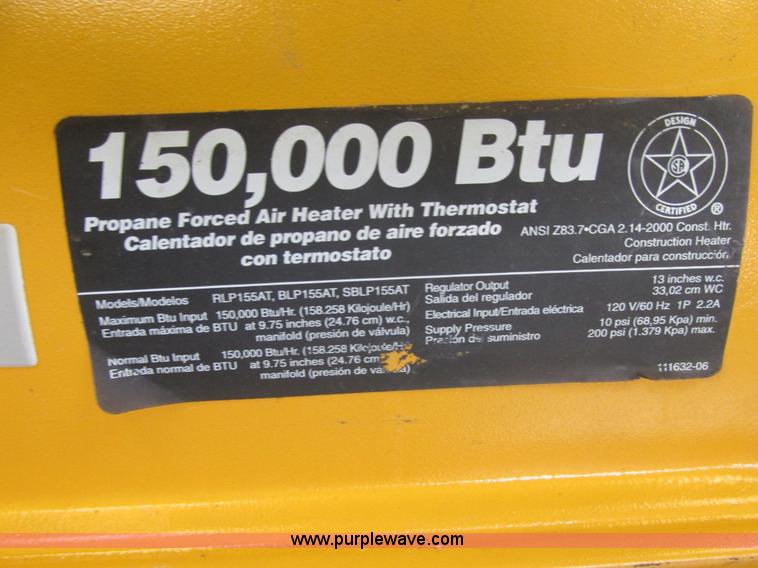 150,000 Btu
Propane Forced Air Heater With Thermostat
Calentador de propano de aire forzado
con termostato
DESIGN
CERTIFIED
®
ANSI Z83.7•CGA 2.14-2000 Const. Htr.
Construction Heater
Calentador para construcción
Models/Modelos RLP155AT, BLP155AT, SBLP155AT
Maximum Btu Input 150,000 Btu/Hr. (158.258 Kilojoule/Hr)
Entrada máxima de BTU at 9.75 inches (24.76 cm) w.c.,
manifold (presión de válvula)
Normal Btu Input 150,000 Btu/Hr. (158.258 Kilojoule/Hr
Entrada normal de BTU at 9.75 inches (24.76 cm)
manifold (presión de
Regulator Output 13 inches w.c.
Salida del regulador 33,02 cm WC
Electrical Input/Entrada eléctrica 120 V/60 Hz 1P 2.2A
Supply Pressure 10 psi (68,95 Kpa) min.
Presión del suministro 200 psi (1.379 Kpa) max.
111632-06
www.purplewave.com